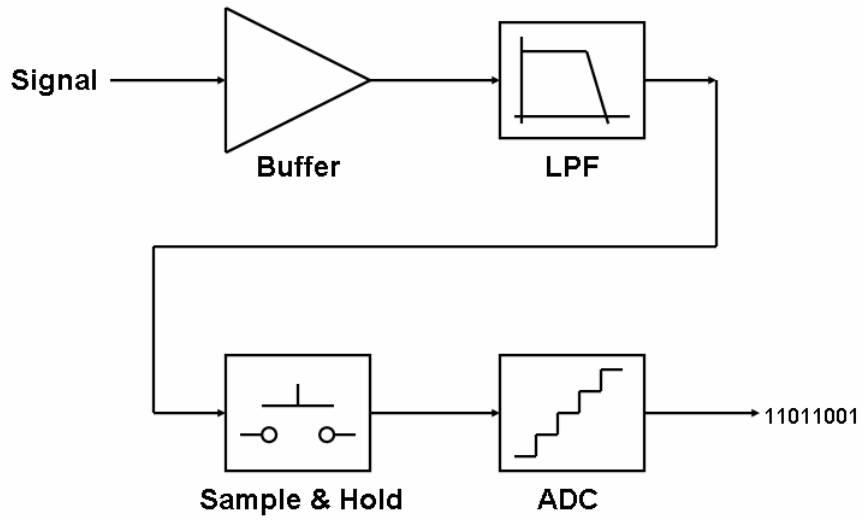 Signal
Buffer
LPF
Sample & Hold
ADC
11011001